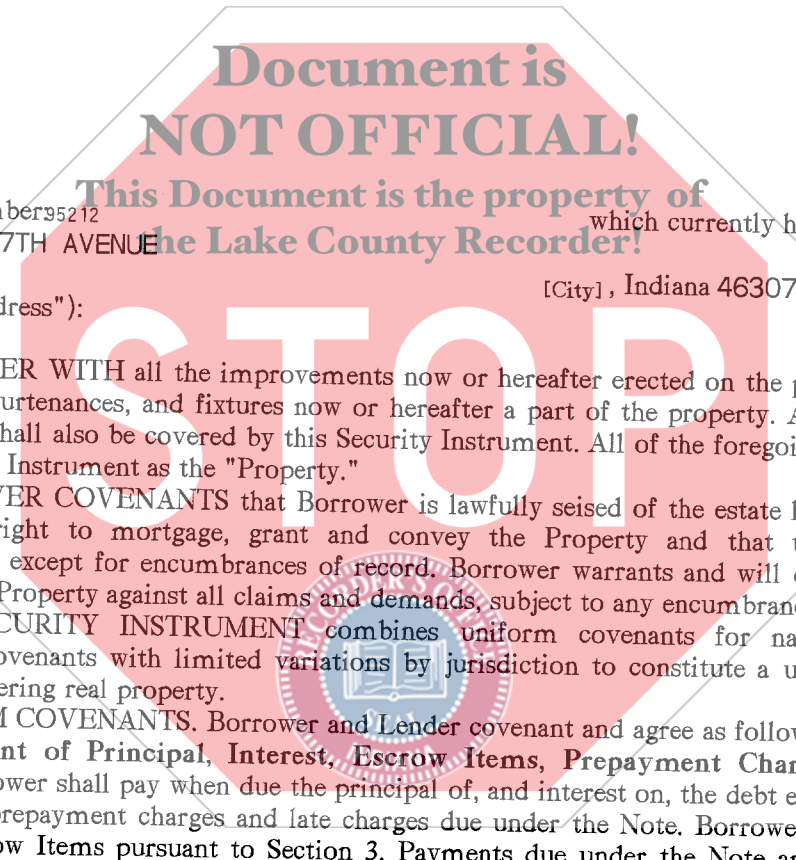 Document is
NOT OFFICIAL!
This Document is the property of
the Lake County Recorder!
ber95212
which currently h
7TH AVENUE
[City] , Indiana 46307
dress"):
STOP
ER WITH all the improvements now or hereafter erected on the p
urtenances, and fixtures now or hereafter a part of the property. A
hall also be covered by this Security Instrument. All of the foregoi
Instrument as the "Property."
VER COVENANTS that Borrower is lawfully seised of the estate
right to mortgage, grant and convey the Property and that t
except for encumbrances of record. Borrower warrants and will
Property against all claims and demands, subject to any encumbranc
CURITY INSTRUMENT combines uniform covenants for na
ovenants with limited variations by jurisdiction to constitute a u
ering real property.
M COVENANTS. Borrower and Lender covenant and agree as follow
nt of Principal, Interest, Escrow Items, Prepayment Char
ower shall pay when due the principal of, and interest on, the debt e
prepayment charges and late charges due under the Note. Borrowe
ow Items pursuant to Section 3. Payments due under the Note a
RECORDER'S OFFICE
SEAL